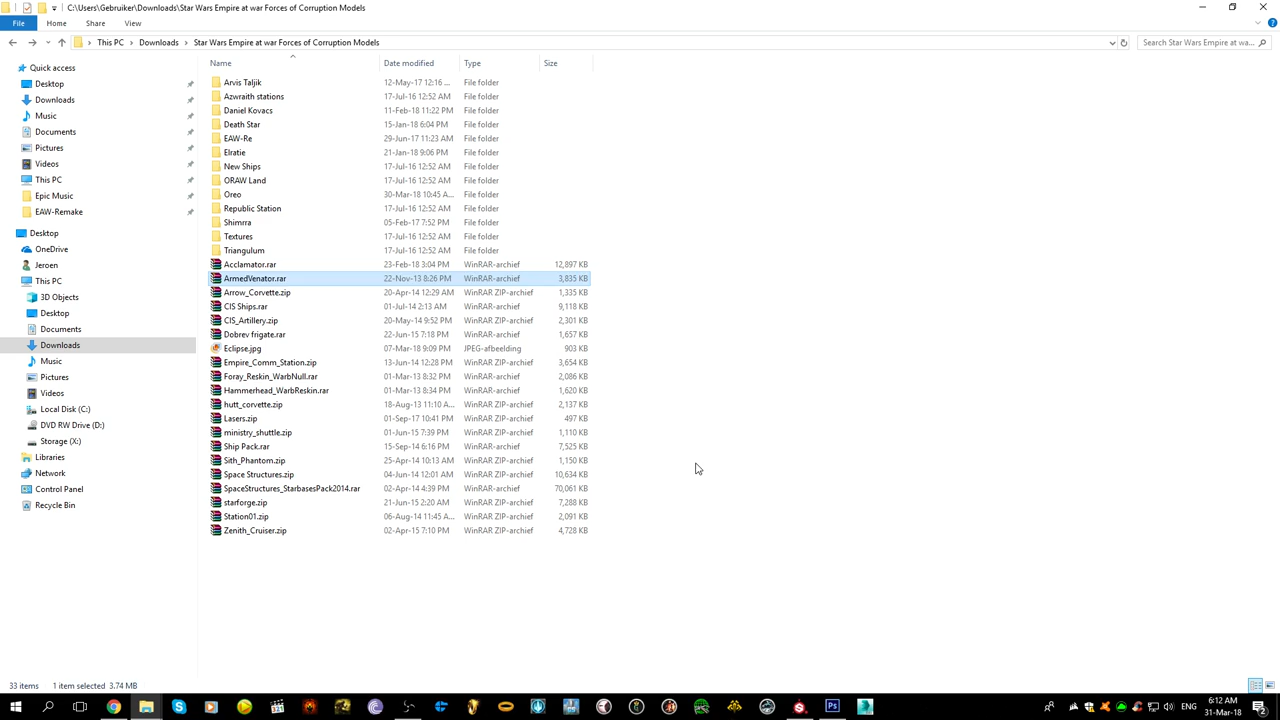 C:\Users\Gebruiker\Downloads\Star Wars Empire at war Forces of Corruption Models
File Home Share View
This PC Downloads Star Wars Empire at war Forces of Corruption Models Search Star Wars Empire at wa...
Name Date modified Type Size
Quick access
Desktop
Downloads
Music
Documents
Pictures
Videos
This PC
Epic Music
EAW-Remake
Desktop
OneDrive
Jeroen
This PC
3D Objects
Desktop
Documents
Downloads
Music
Pictures
Videos
Local Disk (C:)
DVD RW Drive (D:)
Storage (X:)
Libraries
Network
Control Panel
Recycle Bin
Arvis Taljik 12-May-17 12:16 ... File folder
Azwraith stations 17-Jul-16 12:52 AM File folder
Daniel Kovacs 11-Feb-18 11:22 PM File folder
Death Star 15-Jan-18 6:04 PM File folder
EAW-Re 29-Jun-17 11:23 AM File folder
Elratie 21-Jan-18 9:06 PM File folder
New Ships 17-Jul-16 12:52 AM File folder
ORAW Land 17-Jul-16 12:52 AM File folder
Oreo 30-Mar-18 10:45 A... File folder
Republic Station 17-Jul-16 12:52 AM File folder
Shimrra 05-Feb-17 7:52 PM File folder
Textures 17-Jul-16 12:52 AM File folder
Triangulum 17-Jul-16 12:52 AM File folder
Acclamator.rar 23-Feb-18 3:04 PM WinRAR-archief 12,897 KB
ArmedVenator.rar 22-Nov-13 8:26 PM WinRAR-archief 3,835 KB
Arrow_Corvette.zip 20-Apr-14 12:29 AM WinRAR ZIP-archief 1,335 KB
CIS Ships.rar 01-Jul-14 2:13 AM WinRAR-archief 9,118 KB
CIS_Artillery.zip 20-May-14 9:52 PM WinRAR ZIP-archief 2,301 KB
Dobrev frigate.rar 22-Jun-15 7:18 PM WinRAR-archief 1,657 KB
Eclipse.jpg 07-Mar-18 9:09 PM JPEG-afbeelding 903 KB
Empire_Comm_Station.zip 13-Jun-14 12:28 PM WinRAR ZIP-archief 3,654 KB
Foray_Reskin_WarbNull.rar 01-Mar-13 8:32 PM WinRAR-archief 2,086 KB
Hammerhead_WarbReskin.rar 01-Mar-13 8:34 PM WinRAR-archief 1,620 KB
hutt_corvette.zip 18-Aug-13 11:10 A... WinRAR ZIP-archief 2,137 KB
Lasers.zip 01-Sep-17 10:41 PM WinRAR ZIP-archief 497 KB
ministry_shuttle.zip 01-Jun-15 7:39 PM WinRAR ZIP-archief 1,110 KB
Ship Pack.rar 15-Sep-14 6:16 PM WinRAR-archief 7,525 KB
Sith_Phantom.zip 25-Apr-14 10:13 AM WinRAR ZIP-archief 1,150 KB
Space Structures.zip 04-Jun-14 12:01 AM WinRAR ZIP-archief 10,634 KB
SpaceStructures_StarbasesPack2014.rar 02-Apr-14 4:39 PM WinRAR-archief 70,061 KB
starforge.zip 21-Jun-15 2:20 AM WinRAR ZIP-archief 7,288 KB
Station01.zip 06-Aug-14 11:45 A... WinRAR ZIP-archief 2,091 KB
Zenith_Cruiser.zip 02-Apr-15 7:10 PM WinRAR ZIP-archief 4,728 KB
33 items 1 item selected 3.74 MB
6:12 AM
31-Mar-18